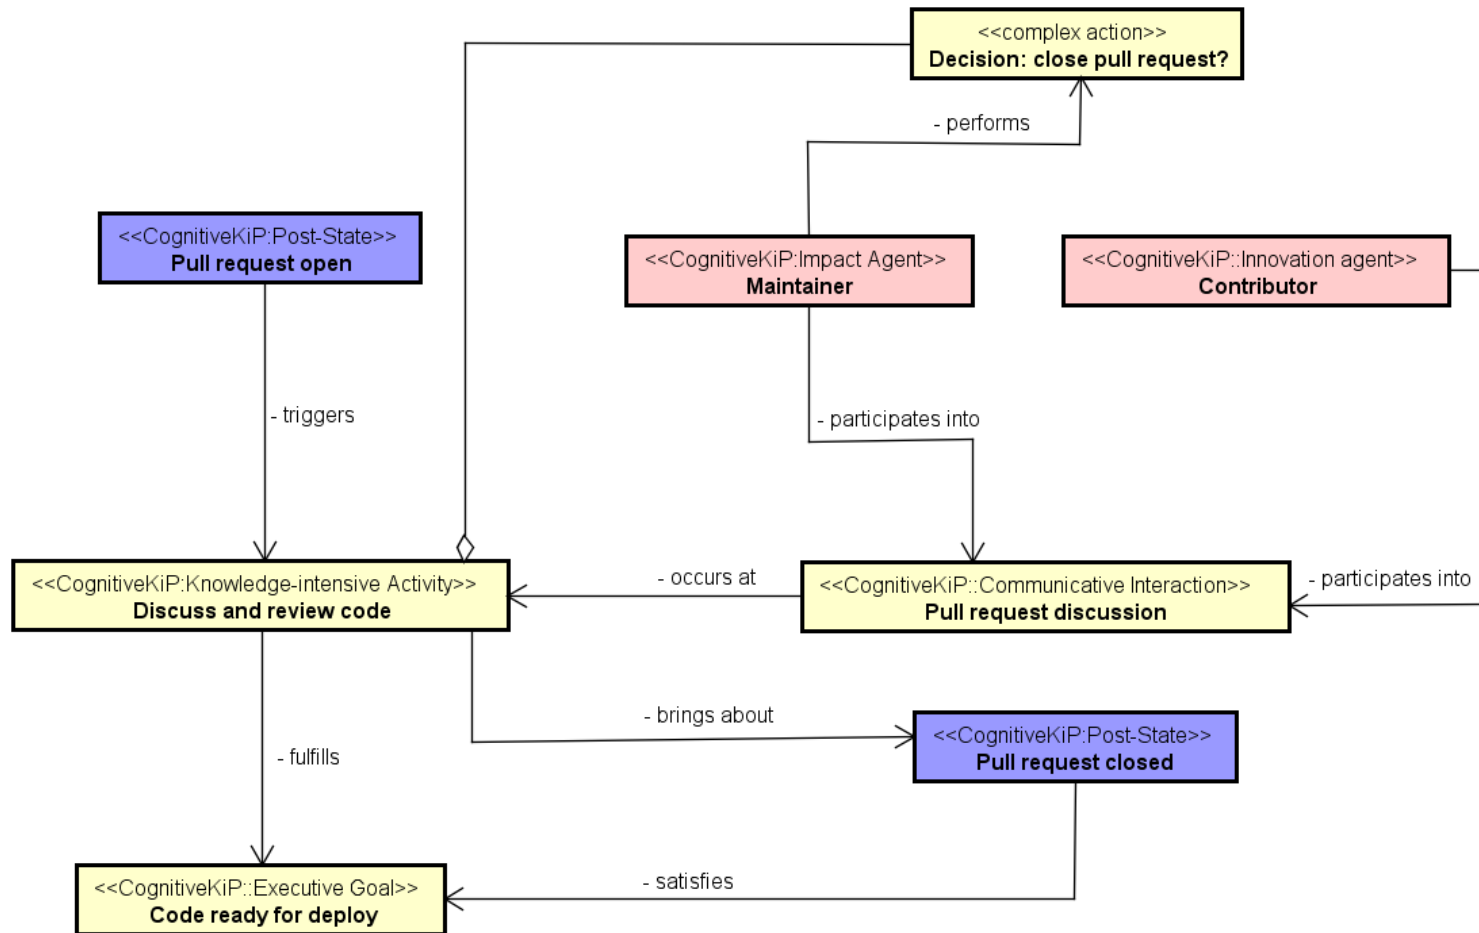 <<complex action>>
Decision: close pull request?
- performs
<<CognitiveKiP:Post-State>>
Pull request open
<<CognitiveKiP:Impact Agent>>
Maintainer
<<CognitiveKiP::Innovation agent>>
Contributor
- triggers
- participates into
<<CognitiveKiP:Knowledge-intensive Activity>>
Discuss and review code
- occurs at
<<CognitiveKiP::Communicative Interaction>>
Pull request discussion
- participates into
- brings about
<<CognitiveKiP:Post-State>>
Pull request closed
- fulfills
<<CognitiveKiP::Executive Goal>>
Code ready for deploy
- satisfies